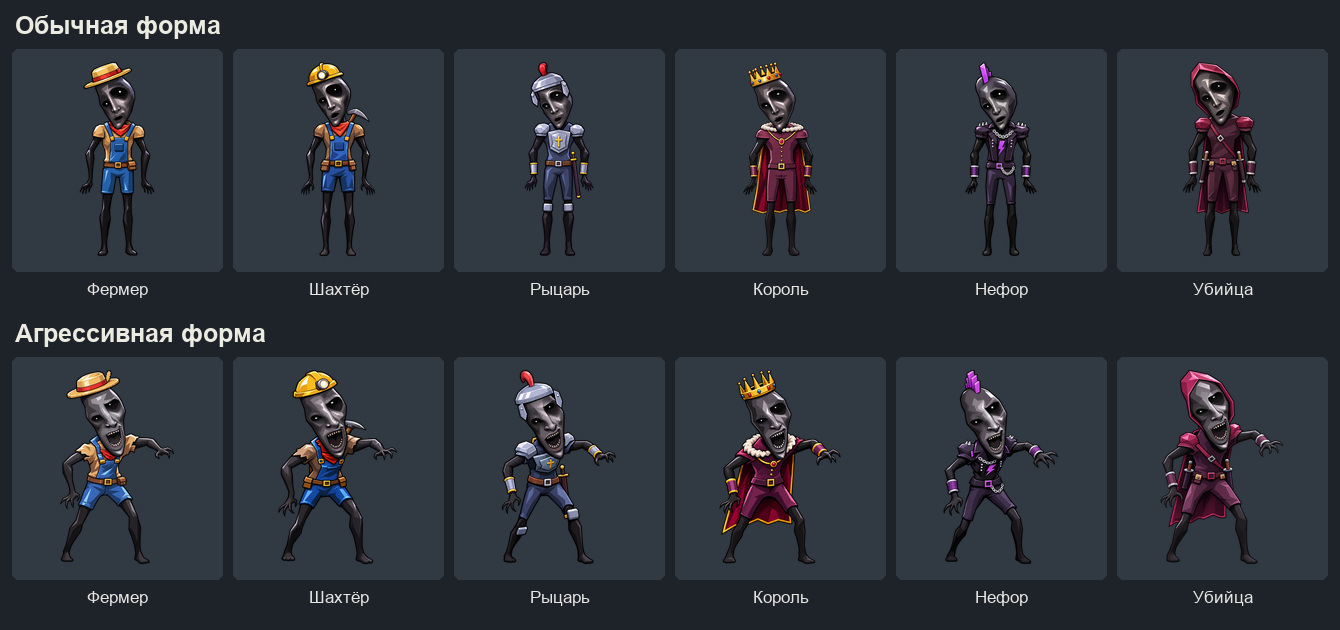 Обычная форма
Фермер
Шахтёр
Рыцарь
Король
Нефор
Убийца
Агрессивная форма
Фермер
Шахтёр
Рыцарь
Король
Нефор
Убийца